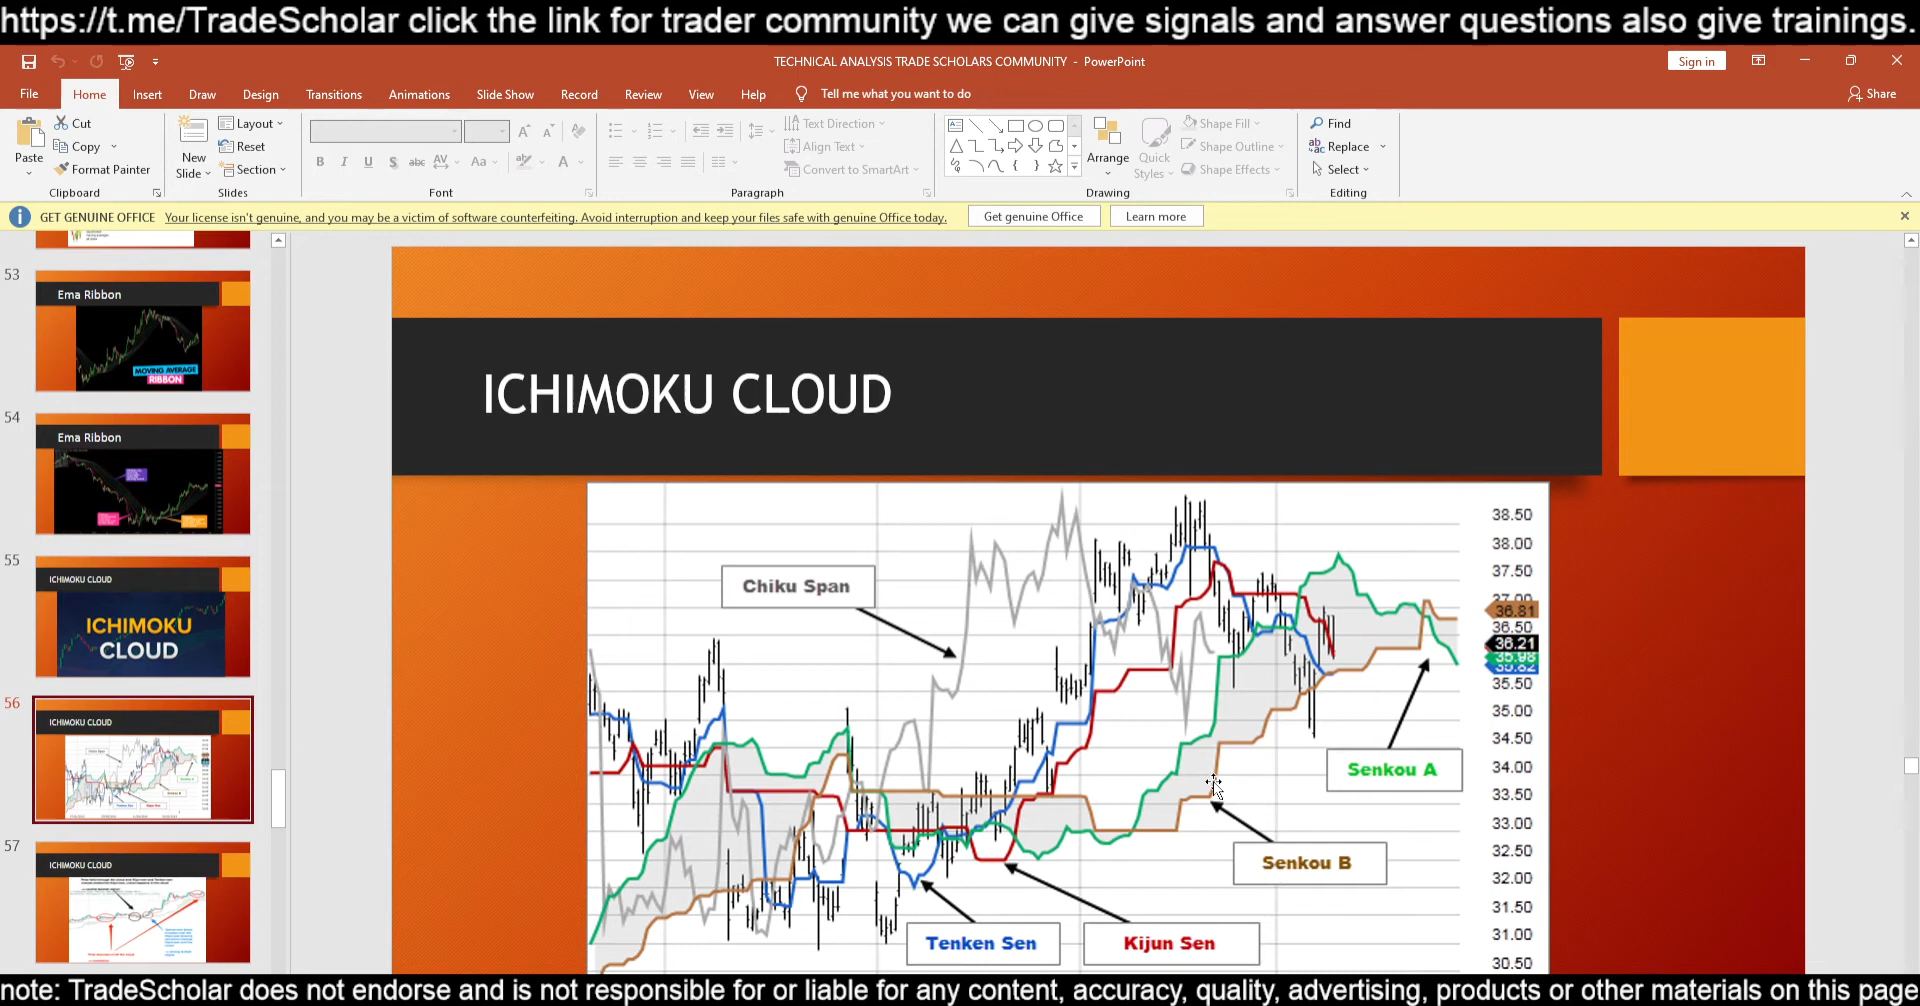 https://t.me/TradeScholar click the link for trader community we can give signals and answer questions also give trainings.
TECHNICAL ANALYSIS TRADE SCHOLARS COMMUNITY - PowerPoint
Sign in
File Home Insert Draw Design Transitions Animations Slide Show Record Review View Help Tell me what you want to do
Share
Paste
Cut
Copy
Format Painter
Clipboard
New Slide
Layout
Reset
Section
Slides
B I U S abc AV Aa A
Font
Text Direction
Align Text
Convert to SmartArt
Paragraph
Arrange
Quick Styles
Shape Fill
Shape Outline
Shape Effects
Drawing
Find
Replace
Select
Editing
GET GENUINE OFFICE Your license isn't genuine, and you may be a victim of software counterfeiting. Avoid interruption and keep your files safe with genuine Office today.
Get genuine Office
Learn more
53
Ema Ribbon
MOVING AVERAGE
RIBBON
54
Ema Ribbon
55
ICHIMOKU CLOUD
ICHIMOKU
CLOUD
56
ICHIMOKU CLOUD
57
ICHIMOKU CLOUD
ICHIMOKU CLOUD
Chiku Span
Senkou A
Senkou B
Tenken Sen
Kijun Sen
38.50
38.00
37.50
37.00
36.81
36.50
36.21
35.98
35.82
35.50
35.00
34.50
34.00
33.50
33.00
32.50
32.00
31.50
31.00
30.50
note: TradeScholar does not endorse and is not responsible for or liable for any content, accuracy, quality, advertising, products or other materials on this page